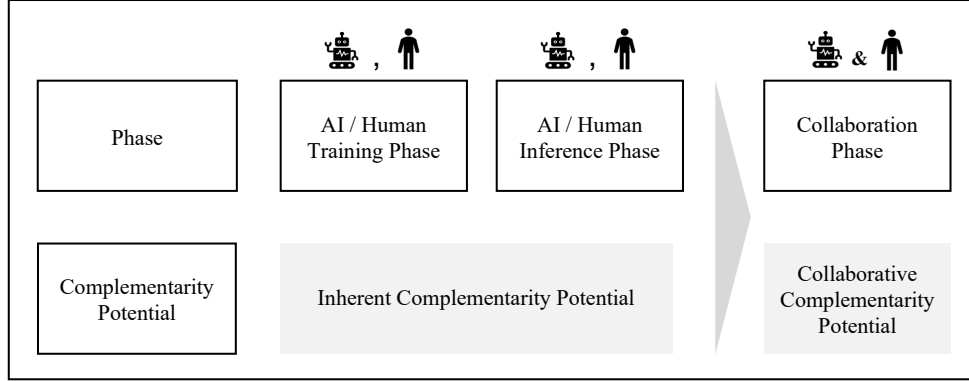 , , &
Phase
AI / Human
Training Phase
AI / Human
Inference Phase
Collaboration
Phase
Complementarity
Potential
Inherent Complementarity Potential
Collaborative
Complementarity
Potential